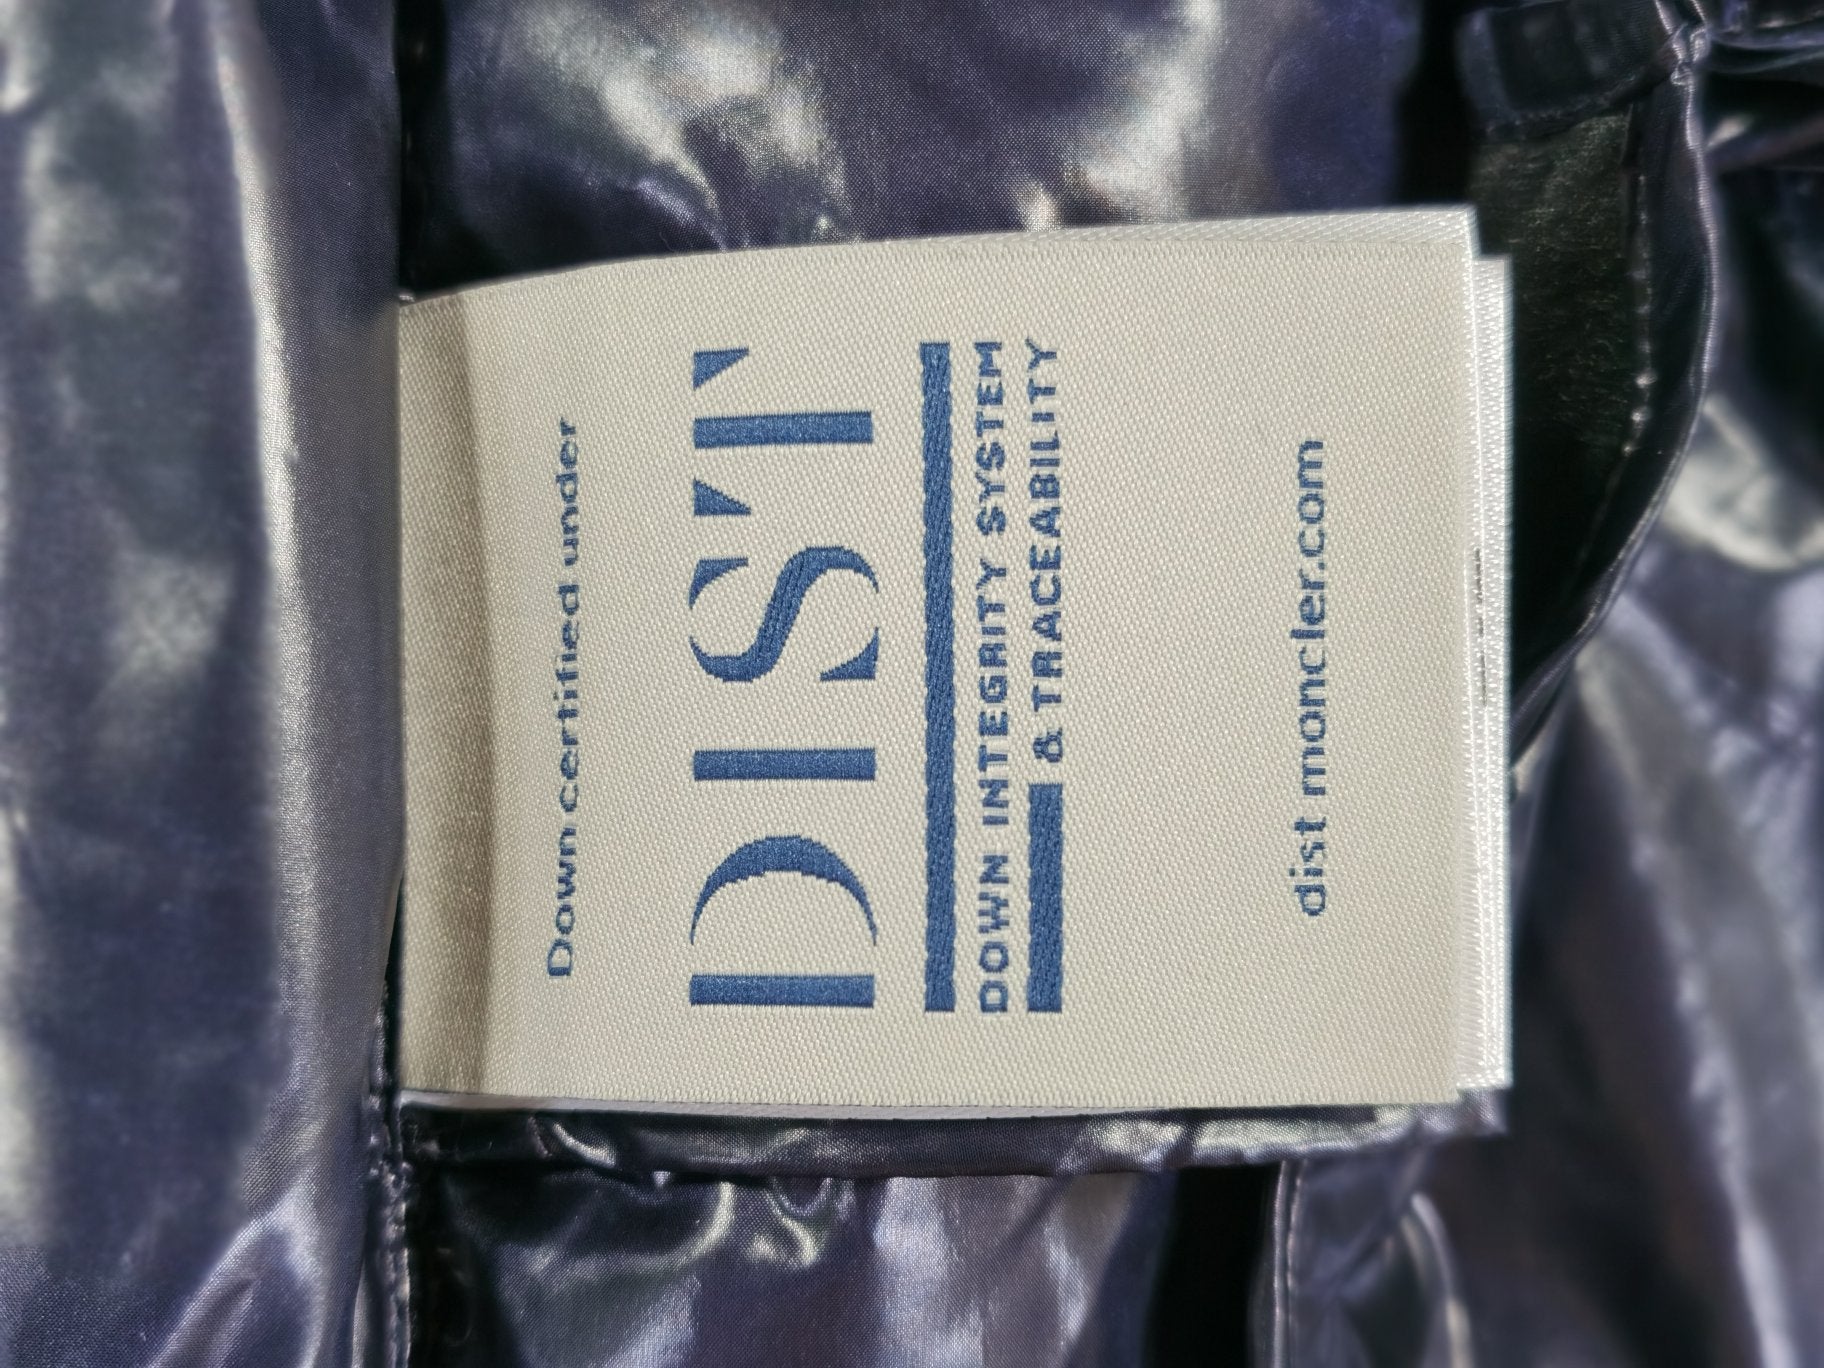 Down certified under
DIST
DOWN INTEGRITY SYSTEM
& TRACEABILITY
dist moncler.com